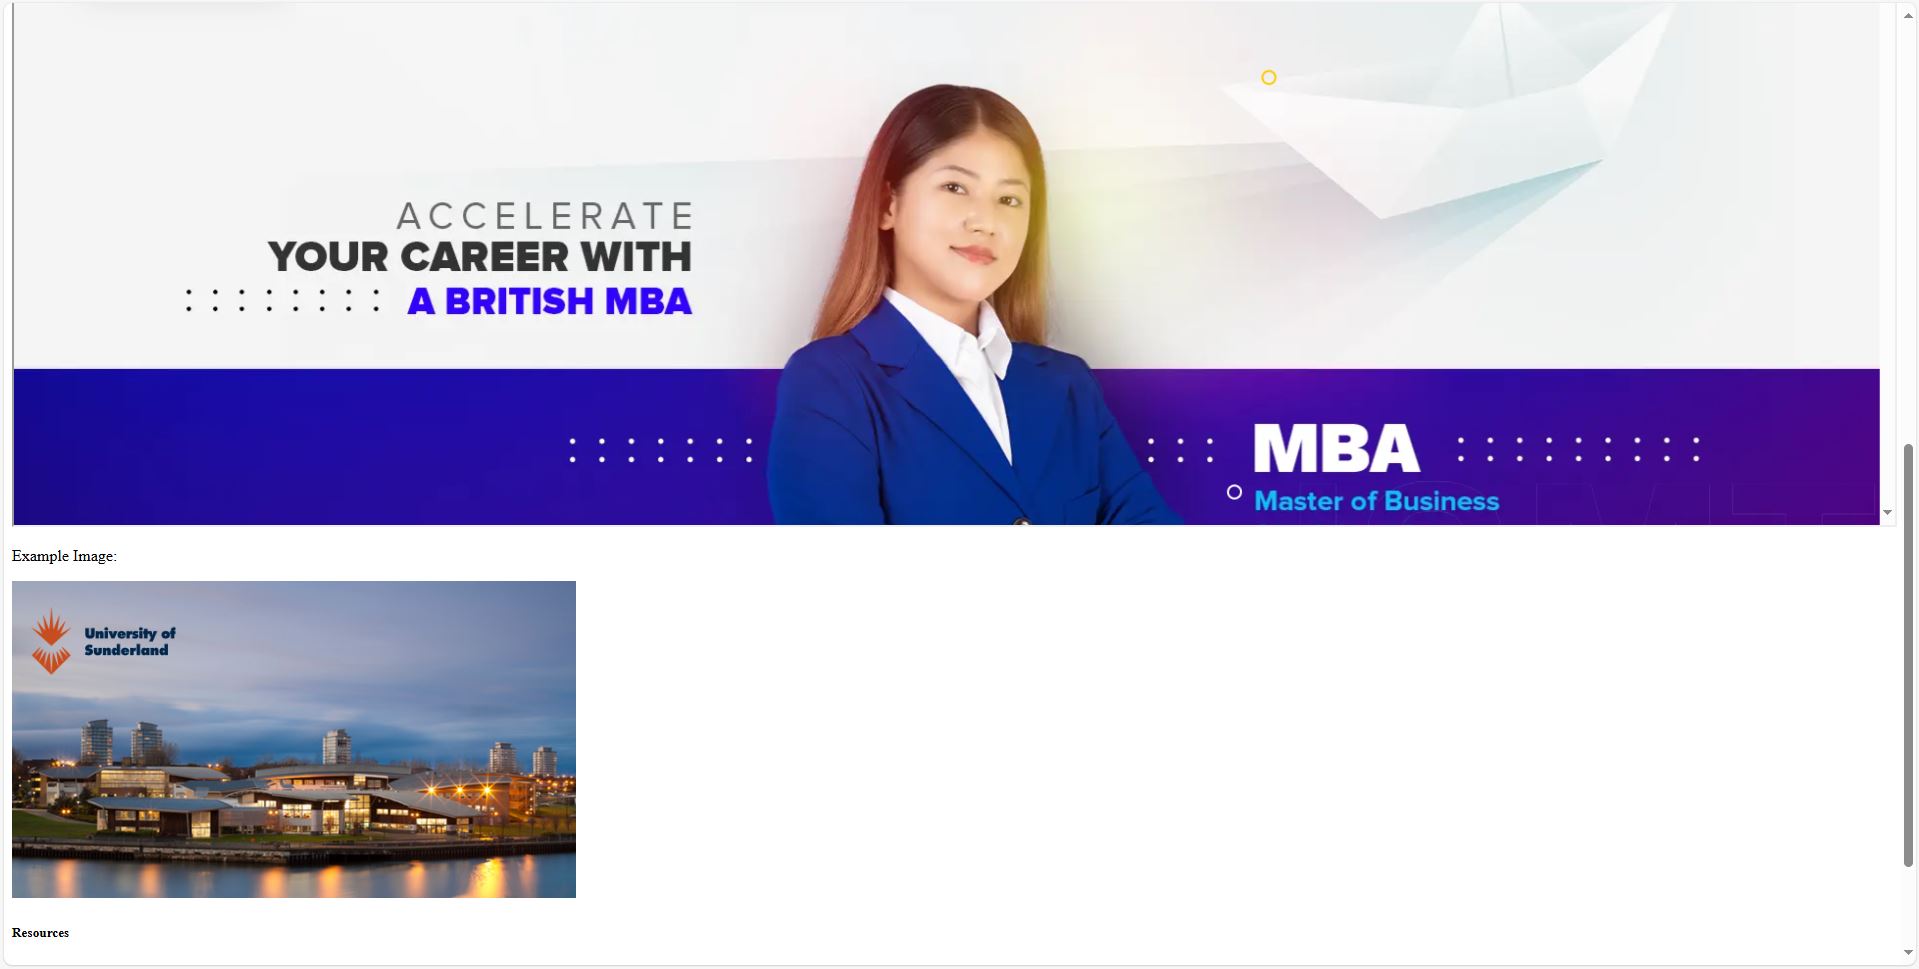 ACCELERATE
YOUR CAREER WITH
A BRITISH MBA
MBA
Master of Business
Example Image:
University of
Sunderland
Resources